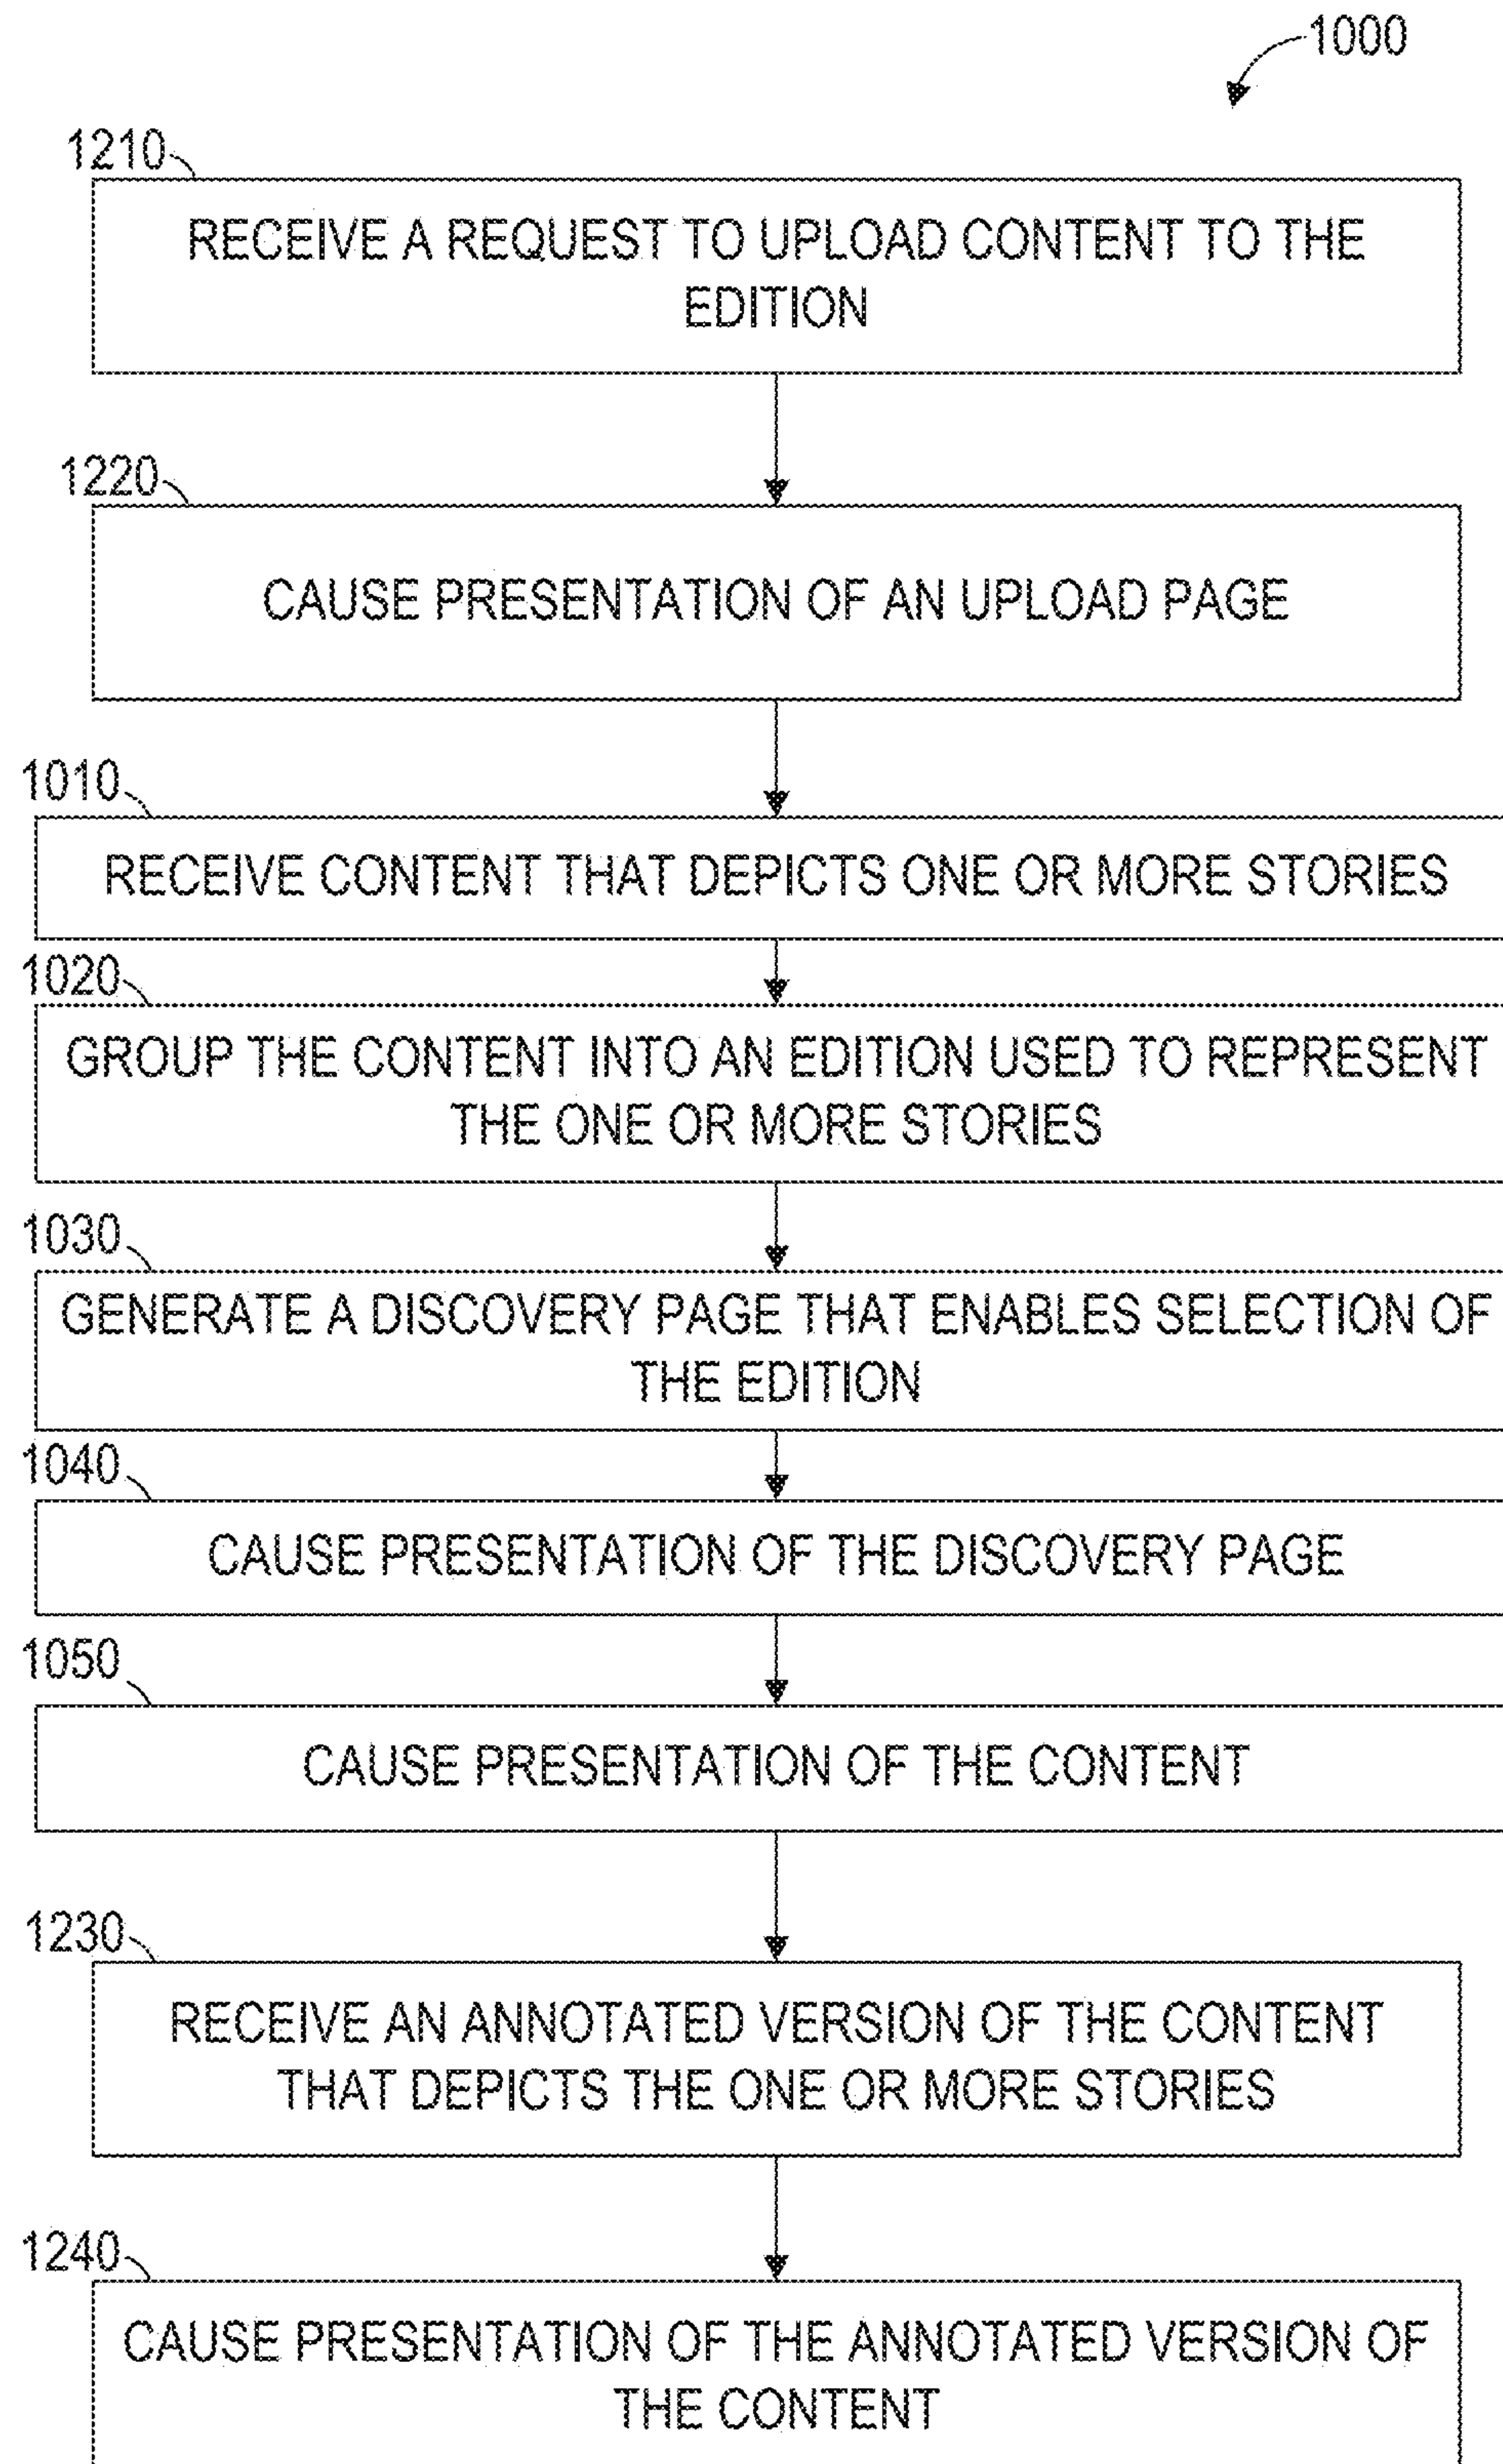 1000
1210
RECEIVE A REQUEST TO UPLOAD CONTENT TO THE
EDITION
1220
CAUSE PRESENTATION OF AN UPLOAD PAGE
1010
RECEIVE CONTENT THAT DEPICTS ONE OR MORE STORIES
1020
GROUP THE CONTENT INTO AN EDITION USED TO REPRESENT
THE ONE OR MORE STORIES
1030
GENERATE A DISCOVERY PAGE THAT ENABLES SELECTION OF
THE EDITION
1040
CAUSE PRESENTATION OF THE DISCOVERY PAGE
1050
CAUSE PRESENTATION OF THE CONTENT
1230
RECEIVE AN ANNOTATED VERSION OF THE CONTENT
THAT DEPICTS THE ONE OR MORE STORIES
1240
CAUSE PRESENTATION OF THE ANNOTATED VERSION OF
THE CONTENT